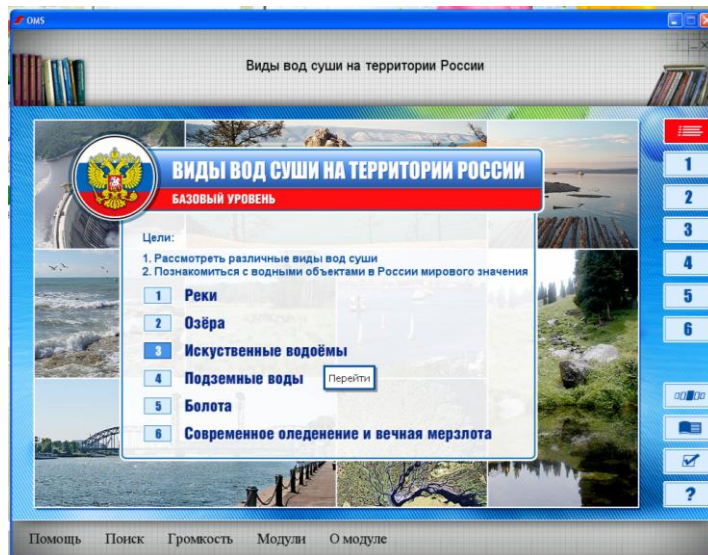 OMS
Виды вод суши на территории России
ВИДЫ ВОД СУШИ НА ТЕРРИТОРИИ РОССИИ
БАЗОВЫЙ УРОВЕНЬ
Цели:
1. Рассмотреть различные виды вод суши
2. Познакомиться с водными объектами в России мирового значения
1 Реки
2 Озёра
3 Искуственные водоёмы
4 Подземные воды Перейти
5 Болота
6 Современное оледенение и вечная мерзлота
1
2
3
4
5
6
?
Помощь Поиск Громкость Модули О модуле